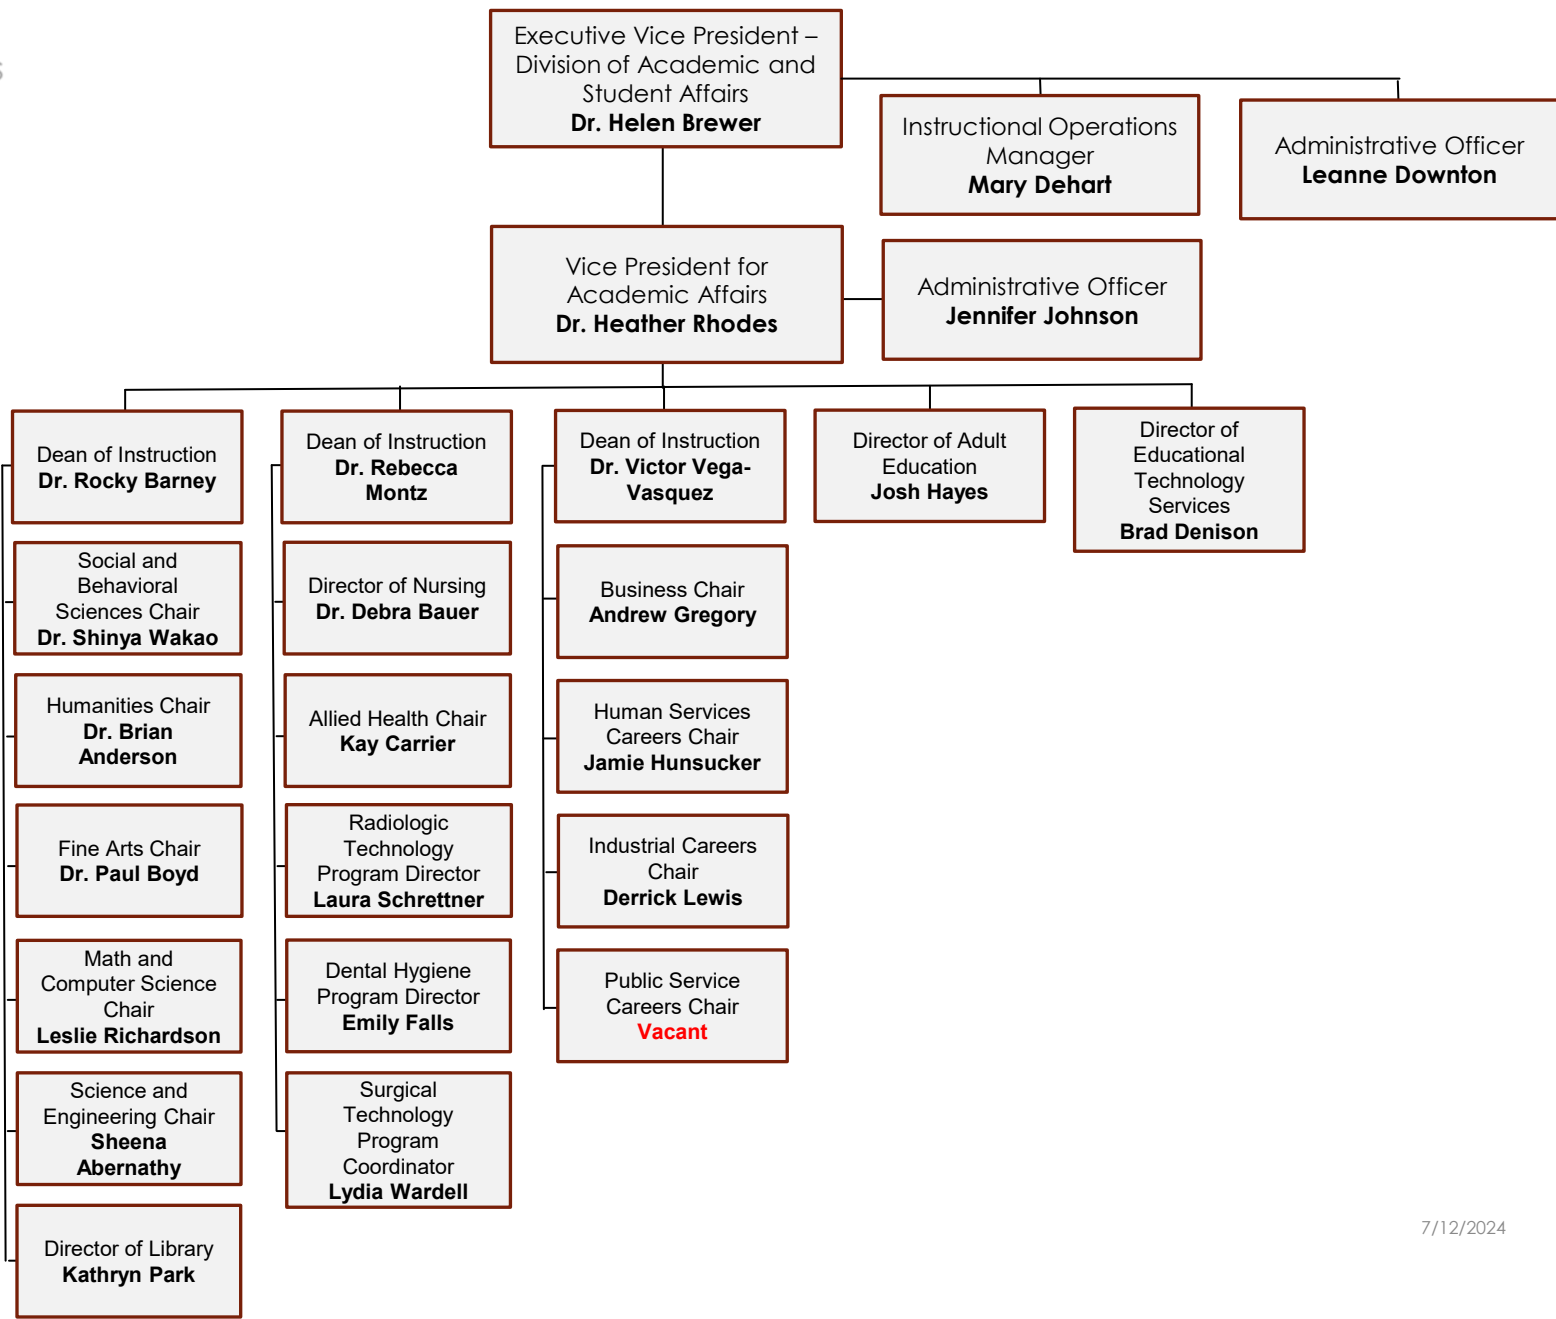 Executive Vice President –
Division of Academic and
Student Affairs
Dr. Helen Brewer
Instructional Operations
Manager
Mary Dehart
Administrative Officer
Leanne Downton
Vice President for
Academic Affairs
Dr. Heather Rhodes
Administrative Officer
Jennifer Johnson
Dean of Instruction
Dr. Rocky Barney
Dean of Instruction
Dr. Rebecca
Montz
Dean of Instruction
Dr. Victor Vega-
Vasquez
Director of Adult
Education
Josh Hayes
Director of
Educational
Technology
Services
Brad Denison
Social and
Behavioral
Sciences Chair
Dr. Shinya Wakao
Humanities Chair
Dr. Brian
Anderson
Fine Arts Chair
Dr. Paul Boyd
Math and
Computer Science
Chair
Leslie Richardson
Science and
Engineering Chair
Sheena
Abernathy
Director of Library
Kathryn Park
Director of Nursing
Dr. Debra Bauer
Allied Health Chair
Kay Carrier
Radiologic
Technology
Program Director
Laura Schrettner
Dental Hygiene
Program Director
Emily Falls
Surgical
Technology
Program
Coordinator
Lydia Wardell
Business Chair
Andrew Gregory
Human Services
Careers Chair
Jamie Hunsucker
Industrial Careers
Chair
Derrick Lewis
Public Service
Careers Chair
Vacant
7/12/2024